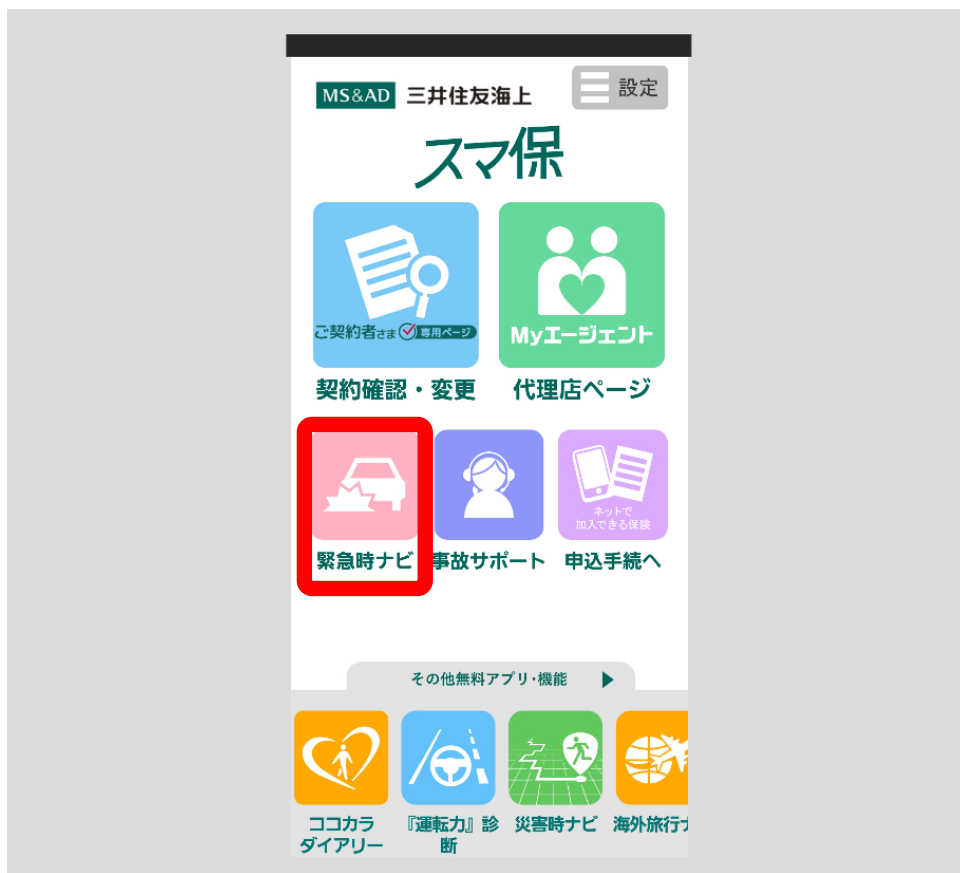 MS&AD 三井住友海上
設定
スマ保
ご契約者さま 専用ページ
Myエージェント
契約確認・変更
代理店ページ
ネットで
加入できる保険
緊急時ナビ
事故サポート
申込手続へ
その他無料アプリ・機能
ココカラ
ダイアリー
『運転力』診
断
災害時ナビ
海外旅行ナ